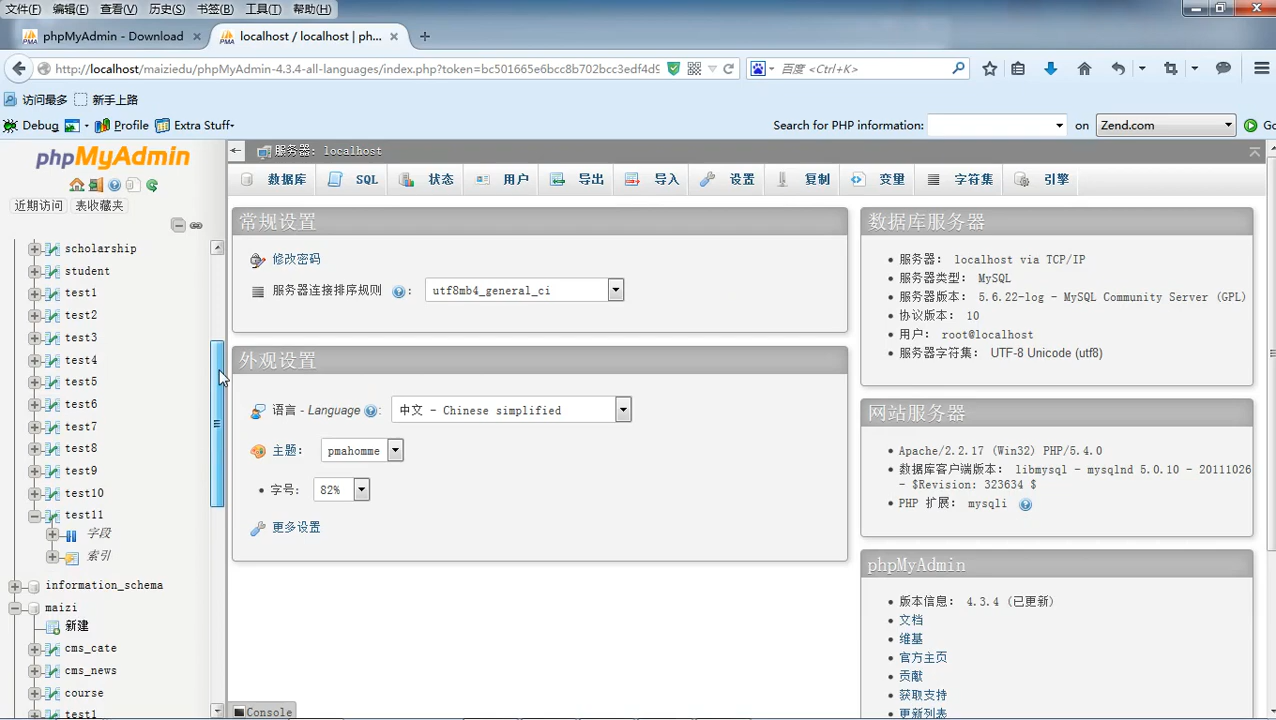 文件(F) 编辑(E) 查看(V) 历史(S) 书签(B) 工具(T) 帮助(H)
phpMyAdmin - Download × localhost / localhost | ph... × +
http://localhost/maiziedu/phpMyAdmin-4.3.4-all-languages/index.php?token=bc501665e6bcc8b702bcc3edf4d9
百度 <Ctrl+K>
访问最多 新手上路
Debug Profile Extra Stuff
Search for PHP information: on Zend.com Go
phpMyAdmin
近期访问 表收藏夹
scholarship
student
test1
test2
test3
test4
test5
test6
test7
test8
test9
test10
test11
字段
索引
information_schema
maizi
新建
cms_cate
cms_news
course
test1
服务器: localhost
数据库 SQL 状态 用户 导出 导入 设置 复制 变量 字符集 引擎
常规设置
修改密码
服务器连接排序规则 : utf8mb4_general_ci
外观设置
语言 - Language : 中文 - Chinese simplified
主题: pmahomme
字号: 82%
更多设置
Console
数据库服务器
服务器: localhost via TCP/IP
服务器类型: MySQL
服务器版本: 5.6.22-log - MySQL Community Server (GPL)
协议版本: 10
用户: root@localhost
服务器字符集: UTF-8 Unicode (utf8)
网站服务器
Apache/2.2.17 (Win32) PHP/5.4.0
数据库客户端版本: libmysql - mysqlnd 5.0.10 - 20111026
- $Revision: 323634 $
PHP 扩展: mysqli
phpMyAdmin
版本信息: 4.3.4 (已更新)
文档
维基
官方主页
贡献
获取支持
更新列表